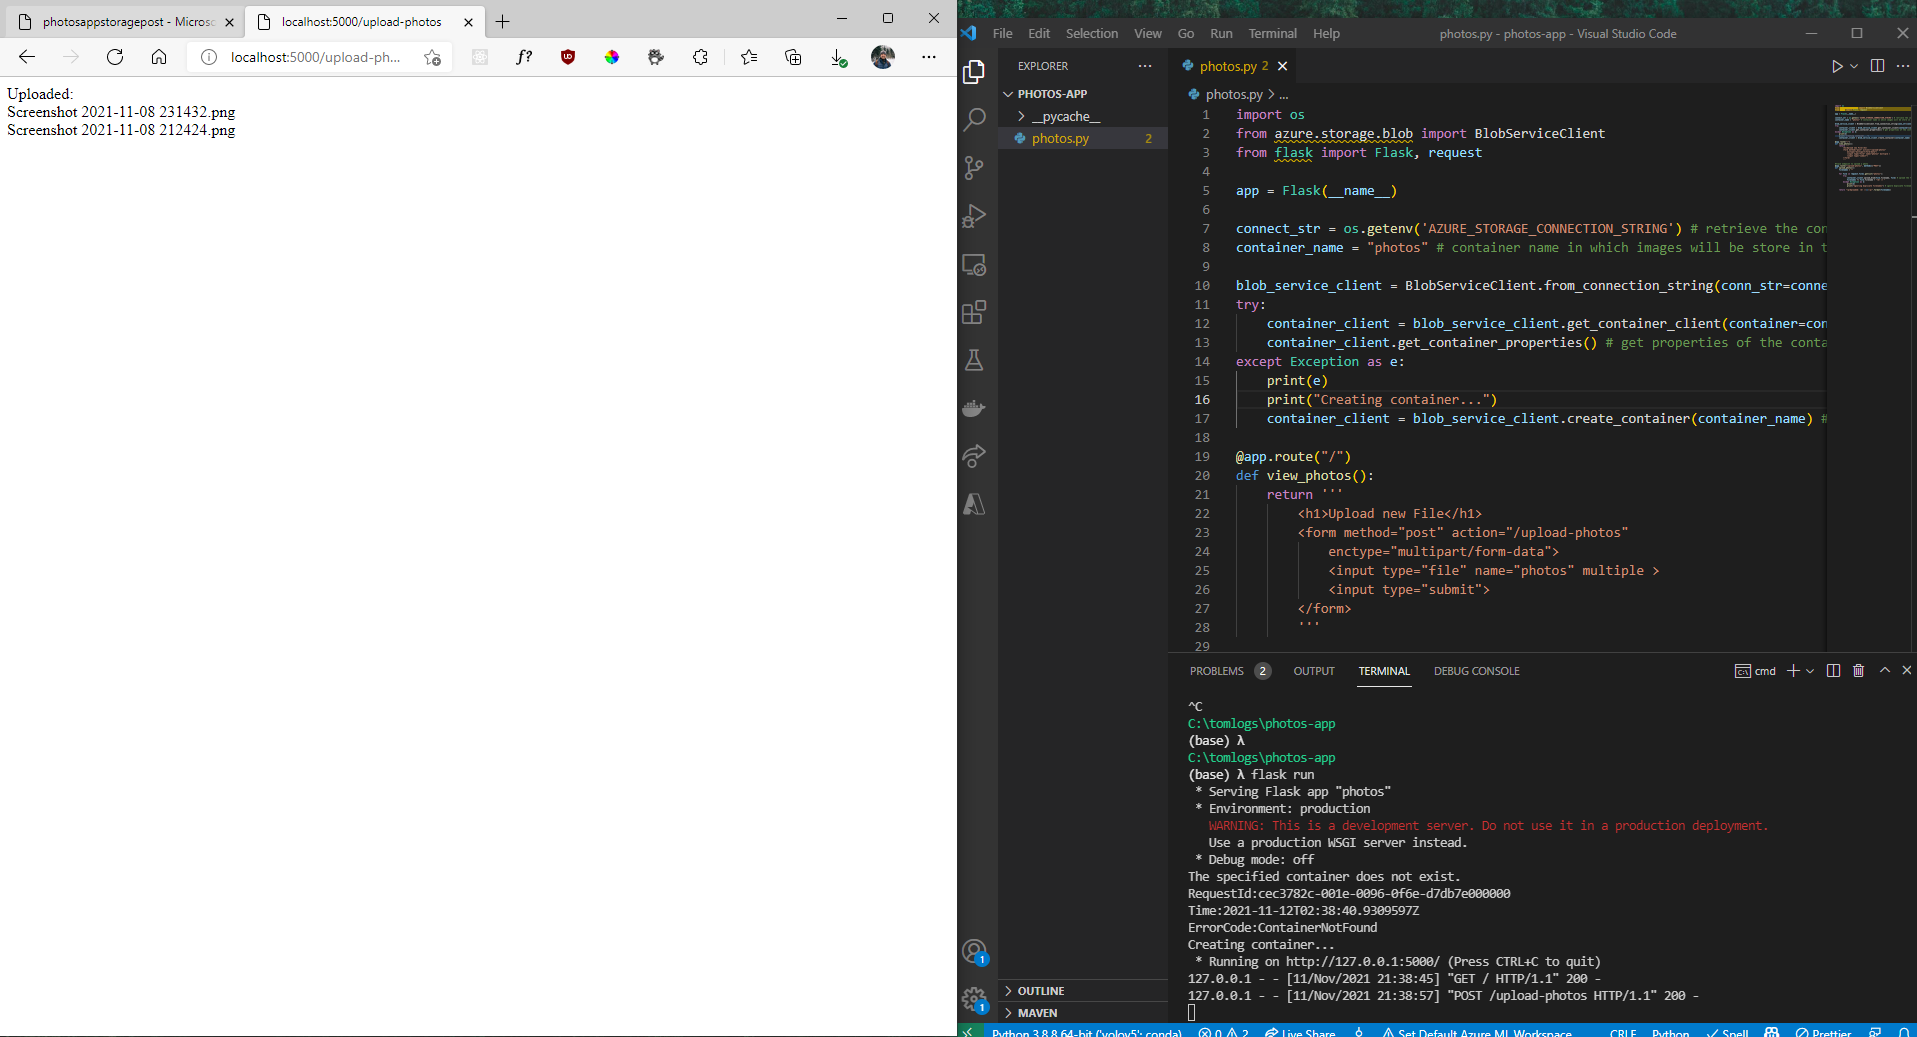 photosappstoragepost - Micros
localhost:5000/upload-photos
localhost:5000/upload-ph...
f?
Uploaded:
Screenshot 2021-11-08 231432.png
Screenshot 2021-11-08 212424.png
File Edit Selection View Go Run Terminal Help
photos.py - photos-app - Visual Studio Code
EXPLORER
PHOTOS-APP
__pycache__
photos.py 2
photos.py 2
photos.py > ...
1 import os
2 from azure.storage.blob import BlobServiceClient
3 from flask import Flask, request
4
5 app = Flask(__name__)
6
7 connect_str = os.getenv('AZURE_STORAGE_CONNECTION_STRING') # retrieve the con
8 container_name = "photos" # container name in which images will be store in t
9
10 blob_service_client = BlobServiceClient.from_connection_string(conn_str=conne
11 try:
12 container_client = blob_service_client.get_container_client(container=con
13 container_client.get_container_properties() # get properties of the conta
14 except Exception as e:
15 print(e)
16 print("Creating container...")
17 container_client = blob_service_client.create_container(container_name) #
18
19 @app.route("/")
20 def view_photos():
21 return '''
22 <h1>Upload new File</h1>
23 <form method="post" action="/upload-photos"
24 enctype="multipart/form-data">
25 <input type="file" name="photos" multiple >
26 <input type="submit">
27 </form>
28 '''
29
PROBLEMS 2 OUTPUT TERMINAL DEBUG CONSOLE
cmd
^C
C:\tomlogs\photos-app
(base) λ
C:\tomlogs\photos-app
(base) λ flask run
* Serving Flask app "photos"
* Environment: production
WARNING: This is a development server. Do not use it in a production deployment.
Use a production WSGI server instead.
* Debug mode: off
The specified container does not exist.
RequestId:cec3782c-001e-0096-0f6e-d7db7e000000
Time:2021-11-12T02:38:40.9309597Z
ErrorCode:ContainerNotFound
Creating container...
* Running on http://127.0.0.1:5000/ (Press CTRL+C to quit)
127.0.0.1 - - [11/Nov/2021 21:38:45] "GET / HTTP/1.1" 200 -
127.0.0.1 - - [11/Nov/2021 21:38:57] "POST /upload-photos HTTP/1.1" 200 -
1
1
OUTLINE
MAVEN
Python 3.8.8 64-bit ('yolov5': conda) 0 2 Live Share Set Default Azure ML Workspace CRLF Python Spell Prettier